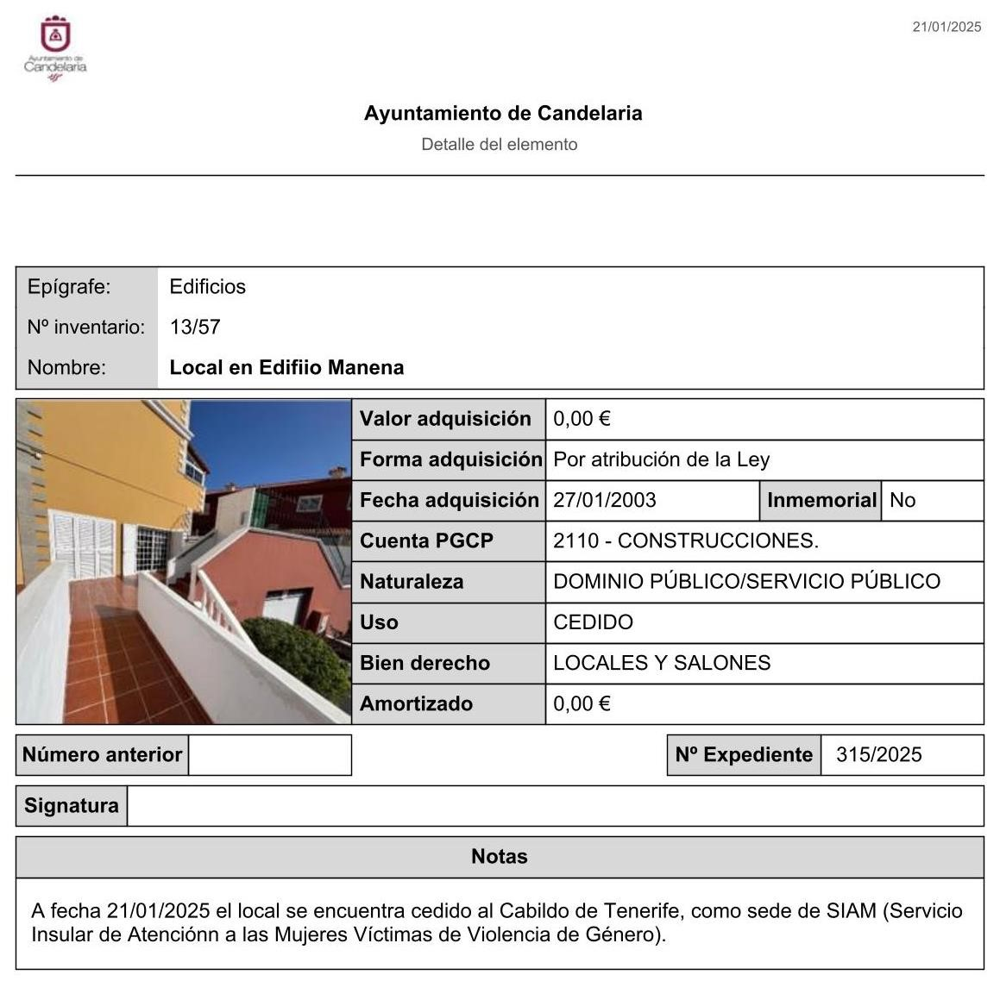 21/01/2025
Ayuntamiento de
Candelaria
Ayuntamiento de Candelaria
Detalle del elemento
Epígrafe: Edificios
Nº inventario: 13/57
Nombre: Local en Edifiio Manena
Valor adquisición 0,00 €
Forma adquisición Por atribución de la Ley
Fecha adquisición 27/01/2003 Inmemorial No
Cuenta PGCP 2110 - CONSTRUCCIONES.
Naturaleza DOMINIO PÚBLICO/SERVICIO PÚBLICO
Uso CEDIDO
Bien derecho LOCALES Y SALONES
Amortizado 0,00 €
Número anterior Nº Expediente 315/2025
Signatura
Notas
A fecha 21/01/2025 el local se encuentra cedido al Cabildo de Tenerife, como sede de SIAM (Servicio
Insular de Atenciónn a las Mujeres Víctimas de Violencia de Género).